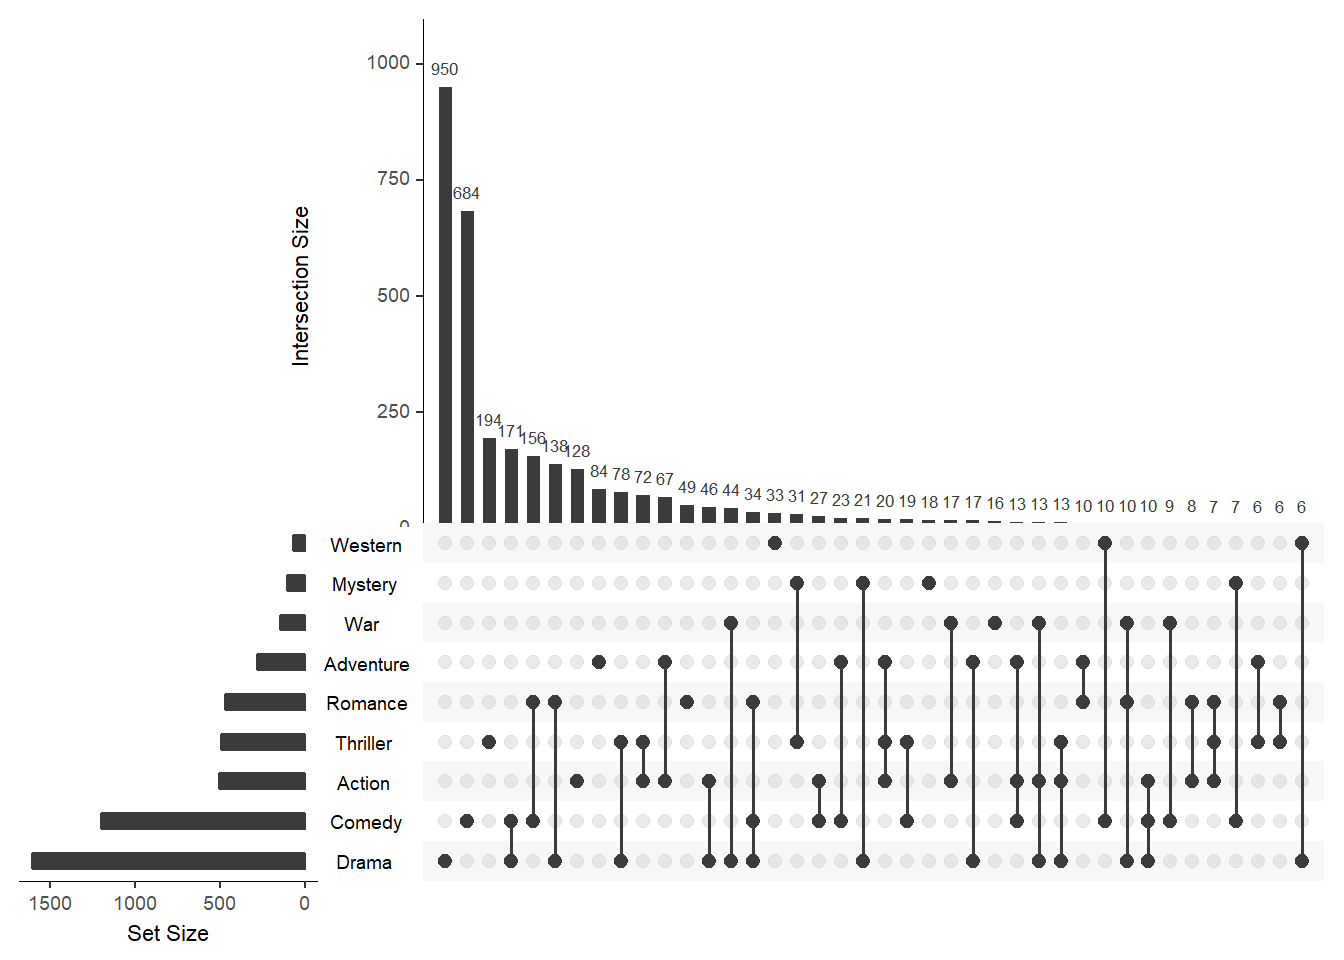 1000
950
750
684
Intersection Size
500
250
194
171
156
138
128
84 78 72 67 49 46 44 34 33 31 27 23 21 20 19 18 17 17 16 13 13 13 10 10 10 10 9 8 7 7 6 6 6
0
Western
Mystery
War
Adventure
Romance
Thriller
Action
Comedy
Drama
1500 1000 500 0
Set Size